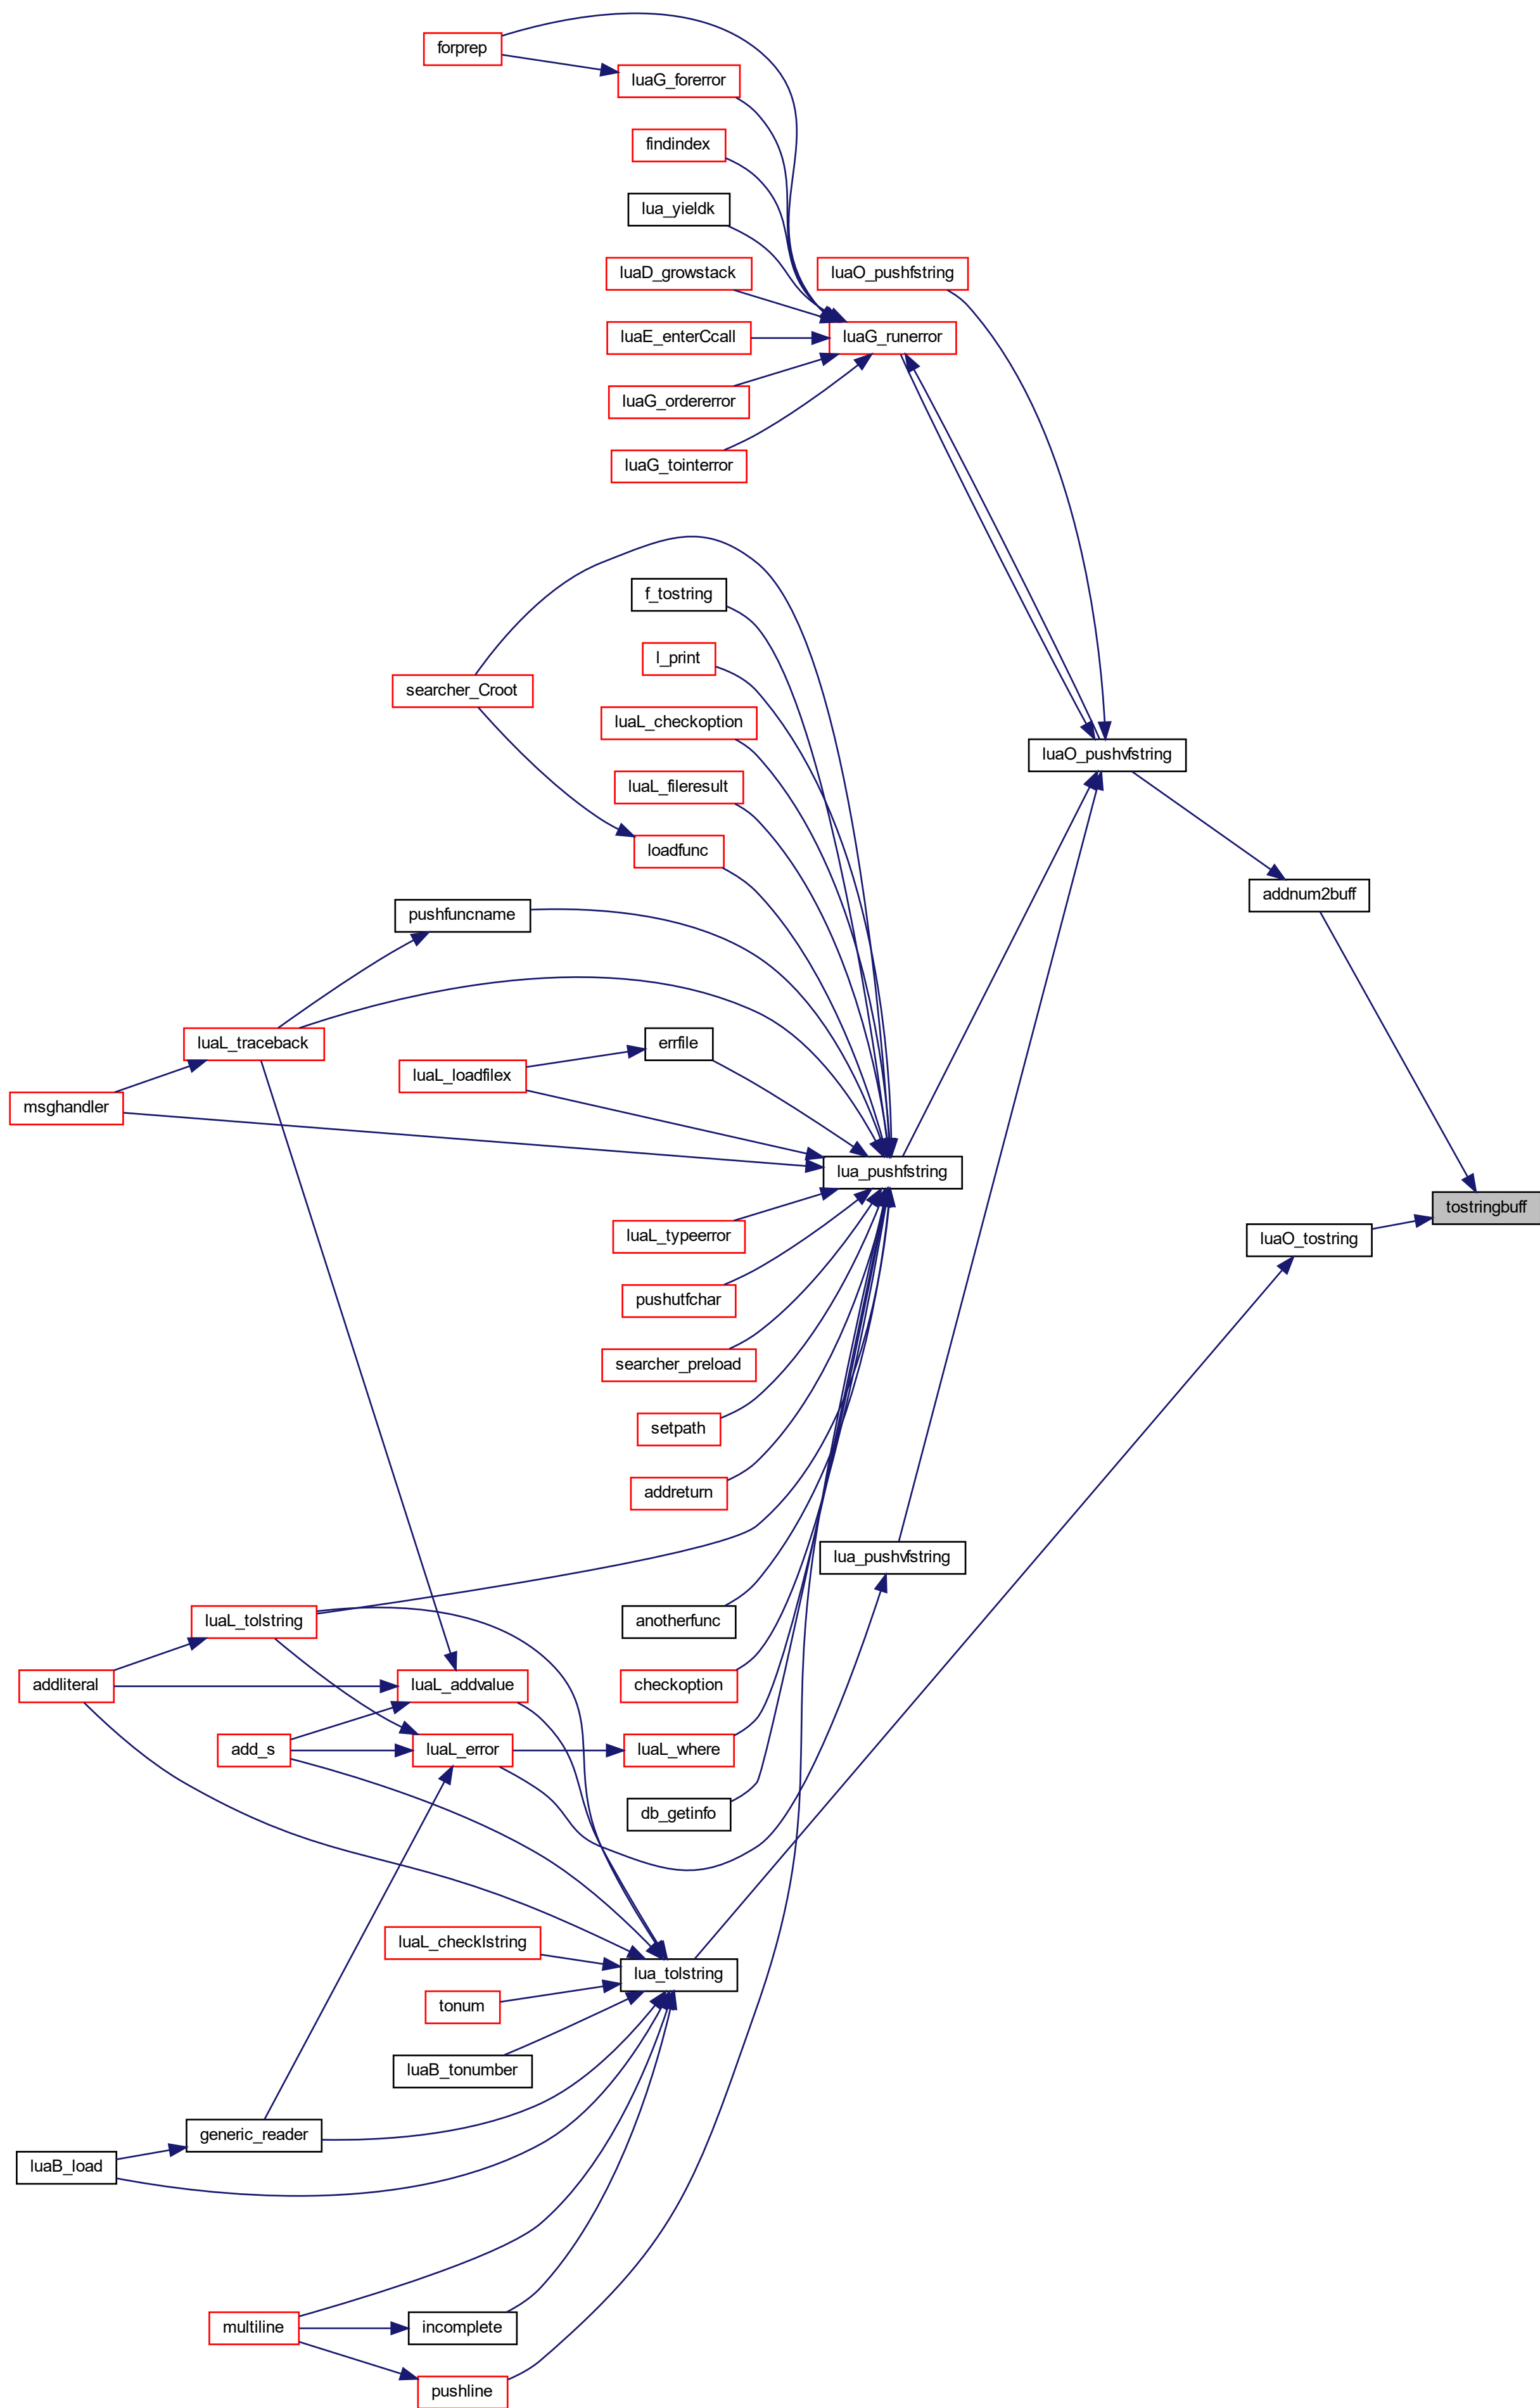 forprep
luaG_forerror
findindex
lua_yieldk
luaD_growstack
luaO_pushfstring
luaE_enterCcall
luaG_runerror
luaG_ordererror
luaG_tointerror
f_tostring
l_print
searcher_Croot
luaL_checkoption
luaO_pushvfstring
luaL_fileresult
loadfunc
addnum2buff
pushfuncname
luaL_traceback
errfile
luaL_loadfilex
msghandler
lua_pushfstring
tostringbuff
luaL_typeerror
luaO_tostring
pushutfchar
searcher_preload
setpath
addreturn
lua_pushvfstring
luaL_tolstring
anotherfunc
addliteral
luaL_addvalue
checkoption
add_s
luaL_error
luaL_where
db_getinfo
luaL_checklstring
lua_tolstring
tonum
luaB_tonumber
generic_reader
luaB_load
multiline
incomplete
pushline